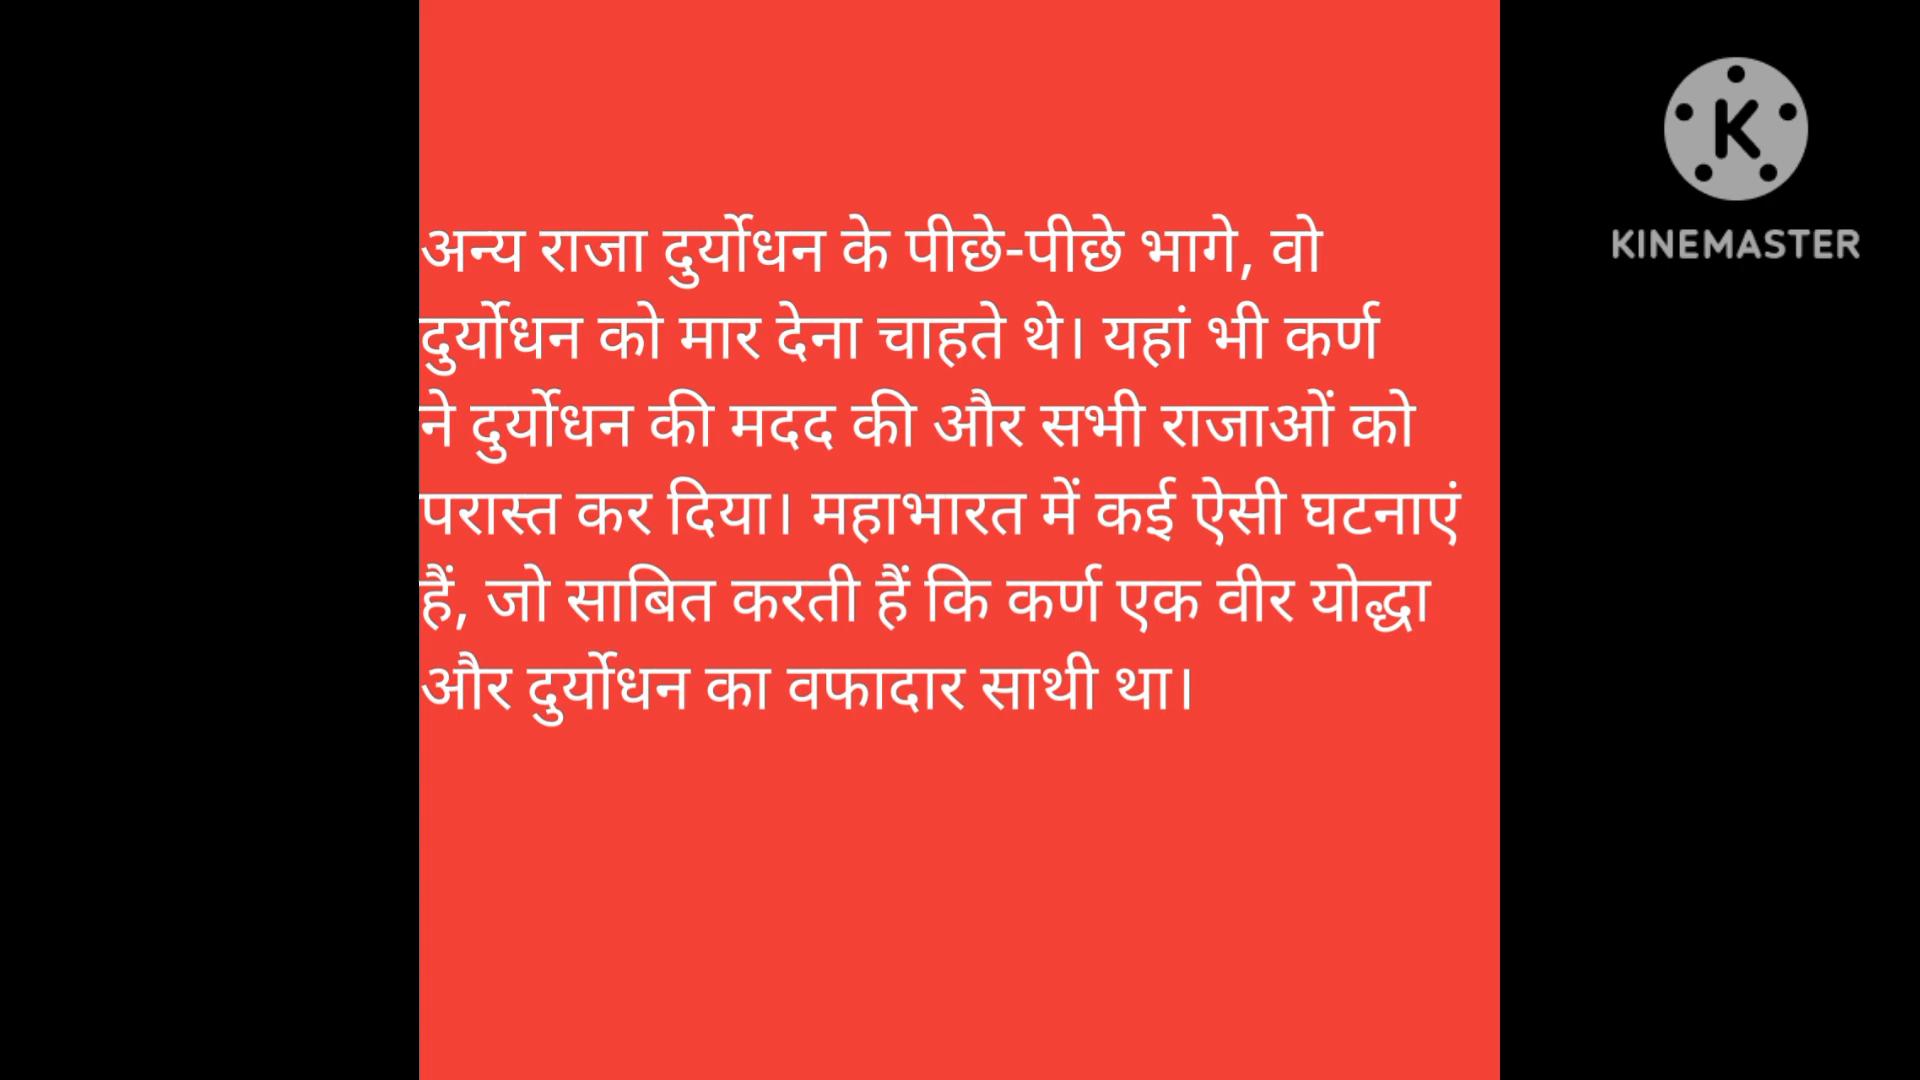 अन्य राजा दुर्योधन के पीछे-पीछे भागे, वो
दुर्योधन को मार देना चाहते थे। यहां भी कर्ण
ने दुर्योधन की मदद की और सभी राजाओं को
परास्त कर दिया। महाभारत में कई ऐसी घटनाएं
हैं, जो साबित करती हैं कि कर्ण एक वीर योद्धा
और दुर्योधन का वफादार साथी था।
K
KINEMASTER